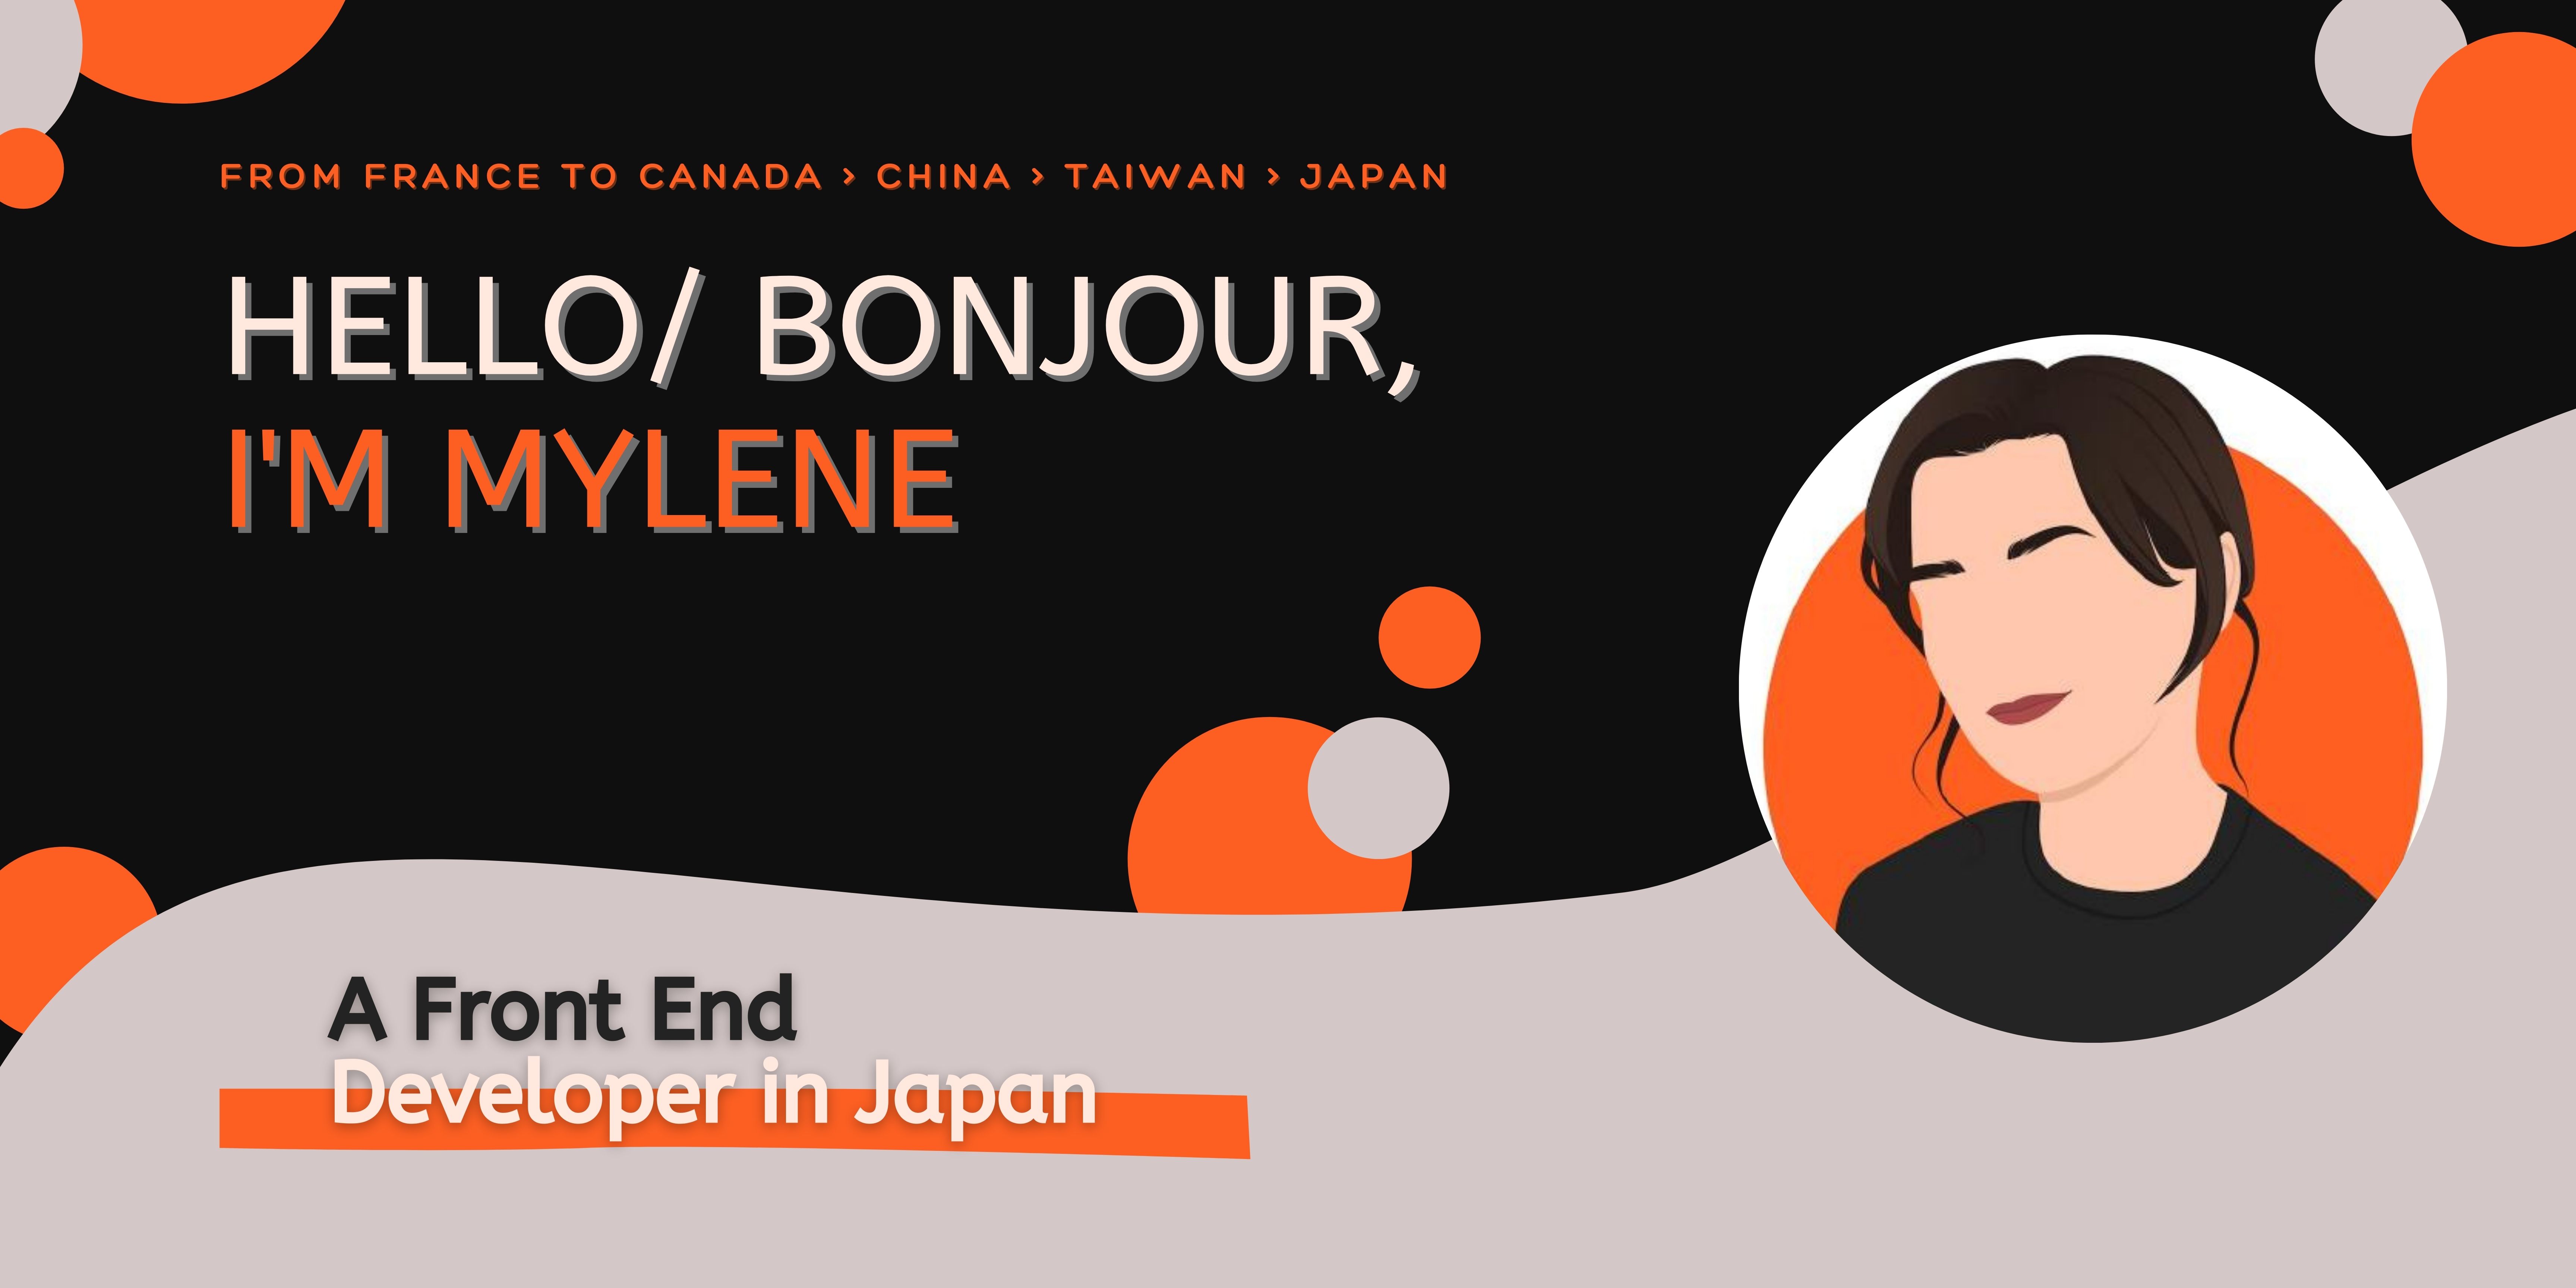 FROM FRANCE TO CANADA > CHINA > TAIWAN > JAPAN
HELLO/ BONJOUR,
I'M MYLENE
A Front End
Developer in Japan